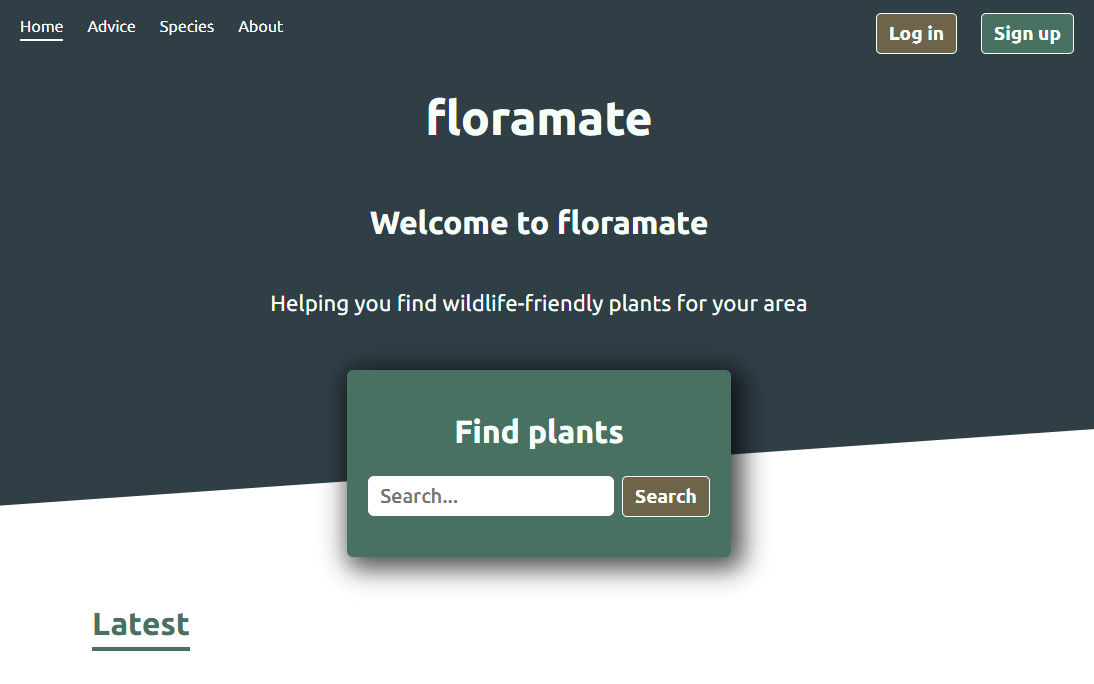 Home Advice Species About Log in Sign up
floramate
Welcome to floramate
Helping you find wildlife-friendly plants for your area
Find plants
Search... Search
Latest